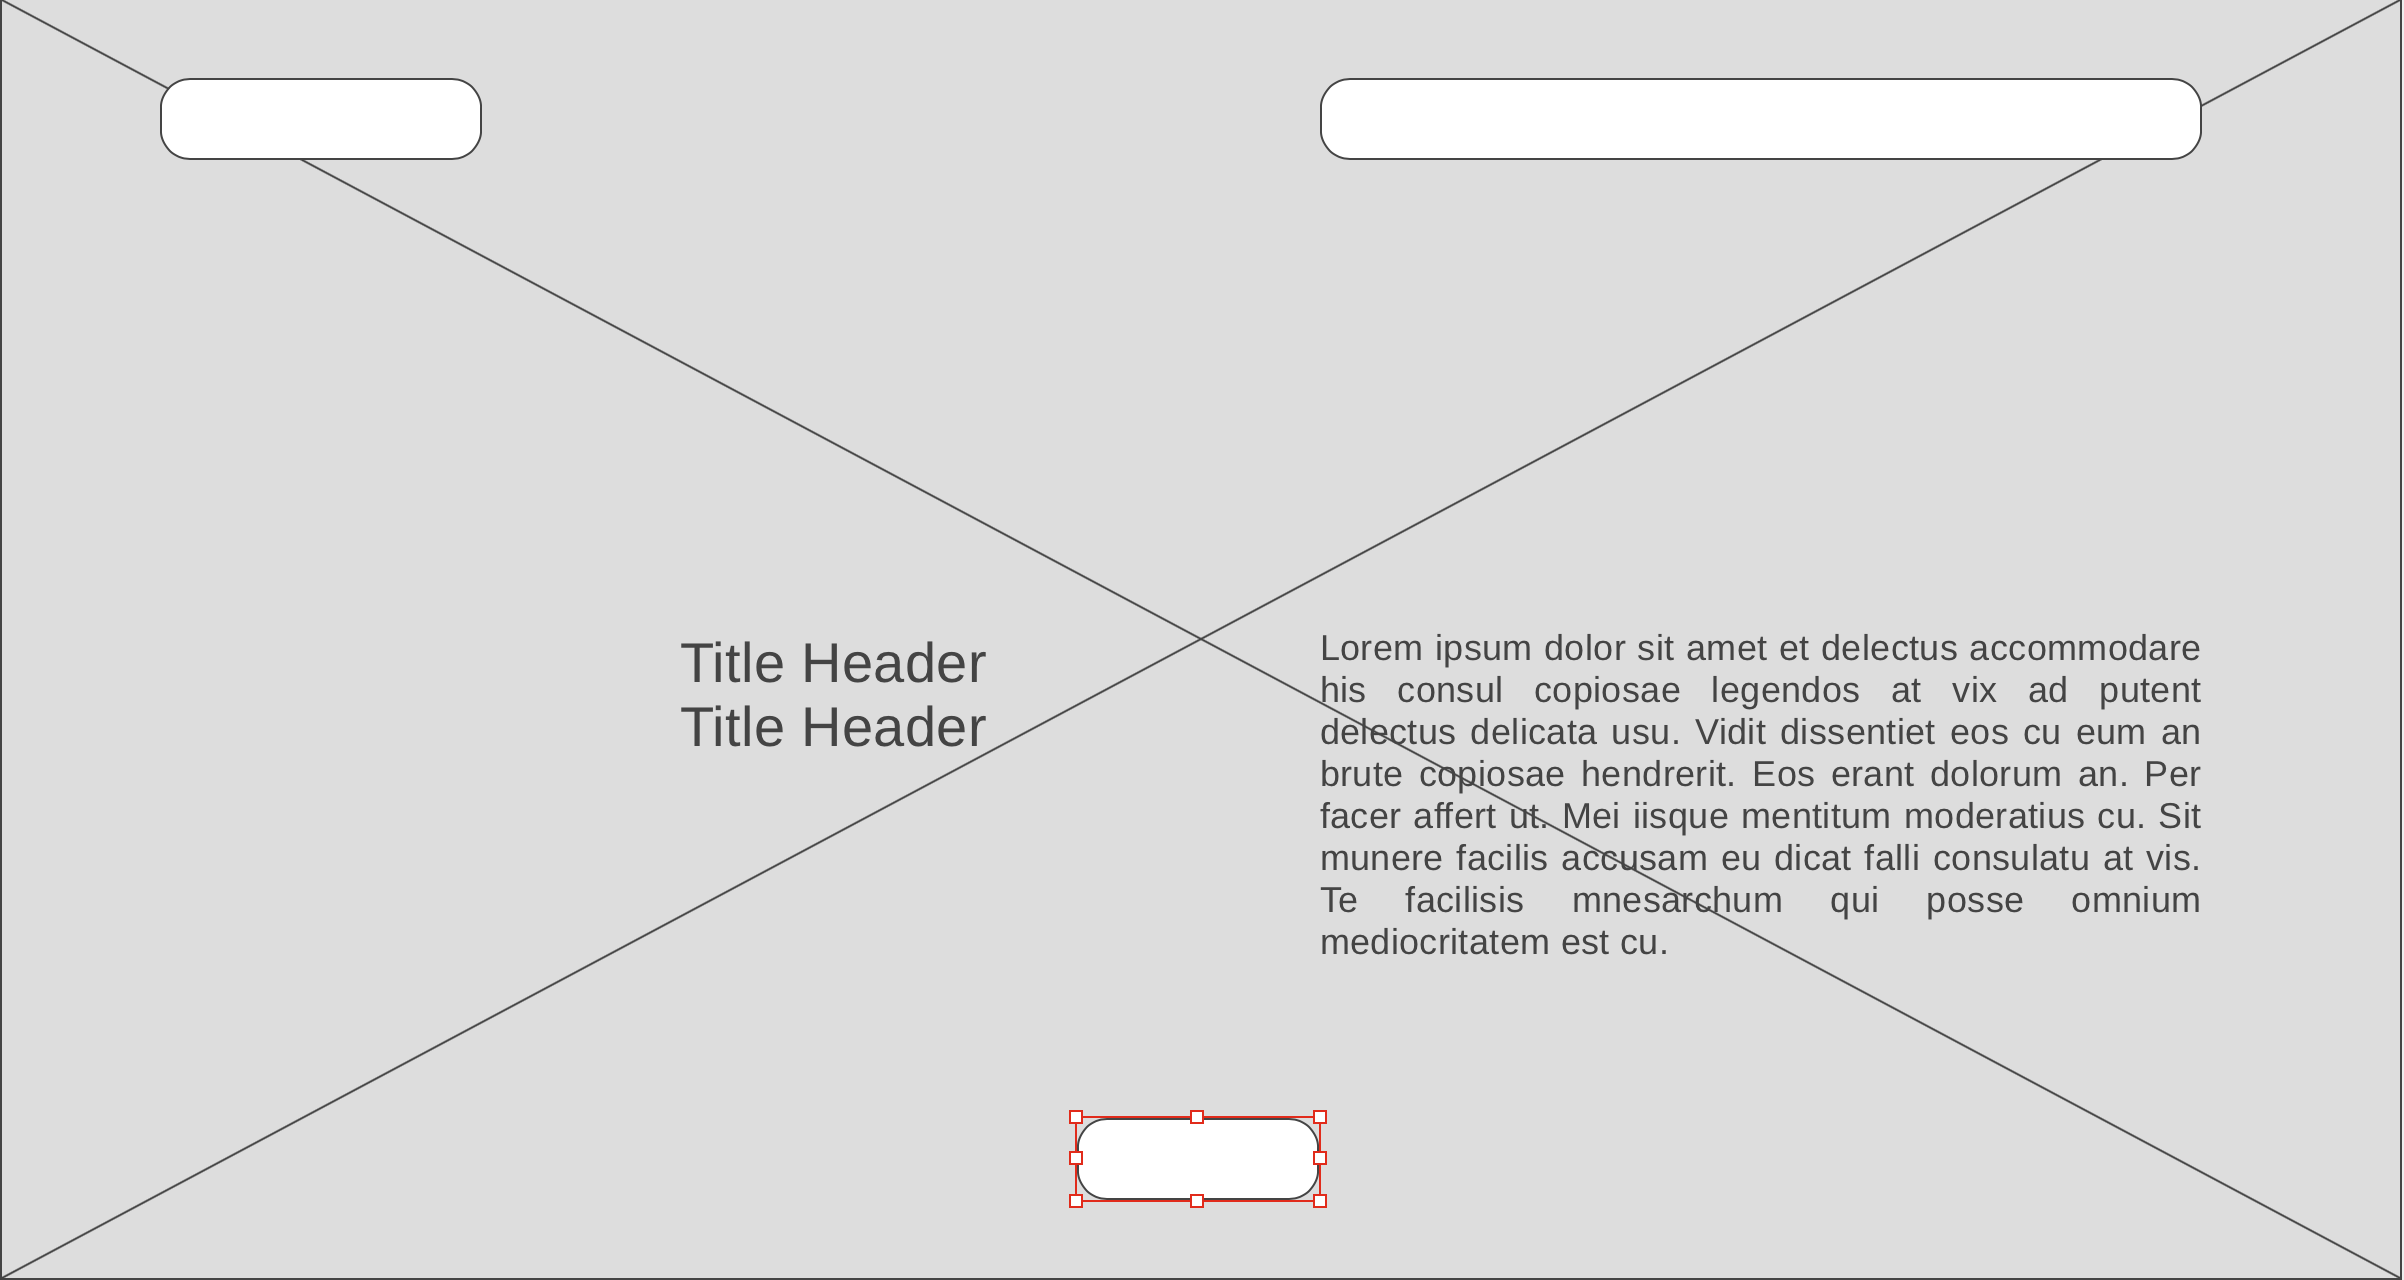 Title Header
Title Header
Lorem ipsum dolor sit amet et delectus accommodare
his consul copiosae legendos at vix ad putent
delectus delicata usu. Vidit dissentiet eos cu eum an
brute copiosae hendrerit. Eos erant dolorum an. Per
facer affert ut. Mei iisque mentitum moderatius cu. Sit
munere facilis accusam eu dicat falli consulatu at vis.
Te facilisis mnesarchum qui posse omnium
mediocritatem est cu.